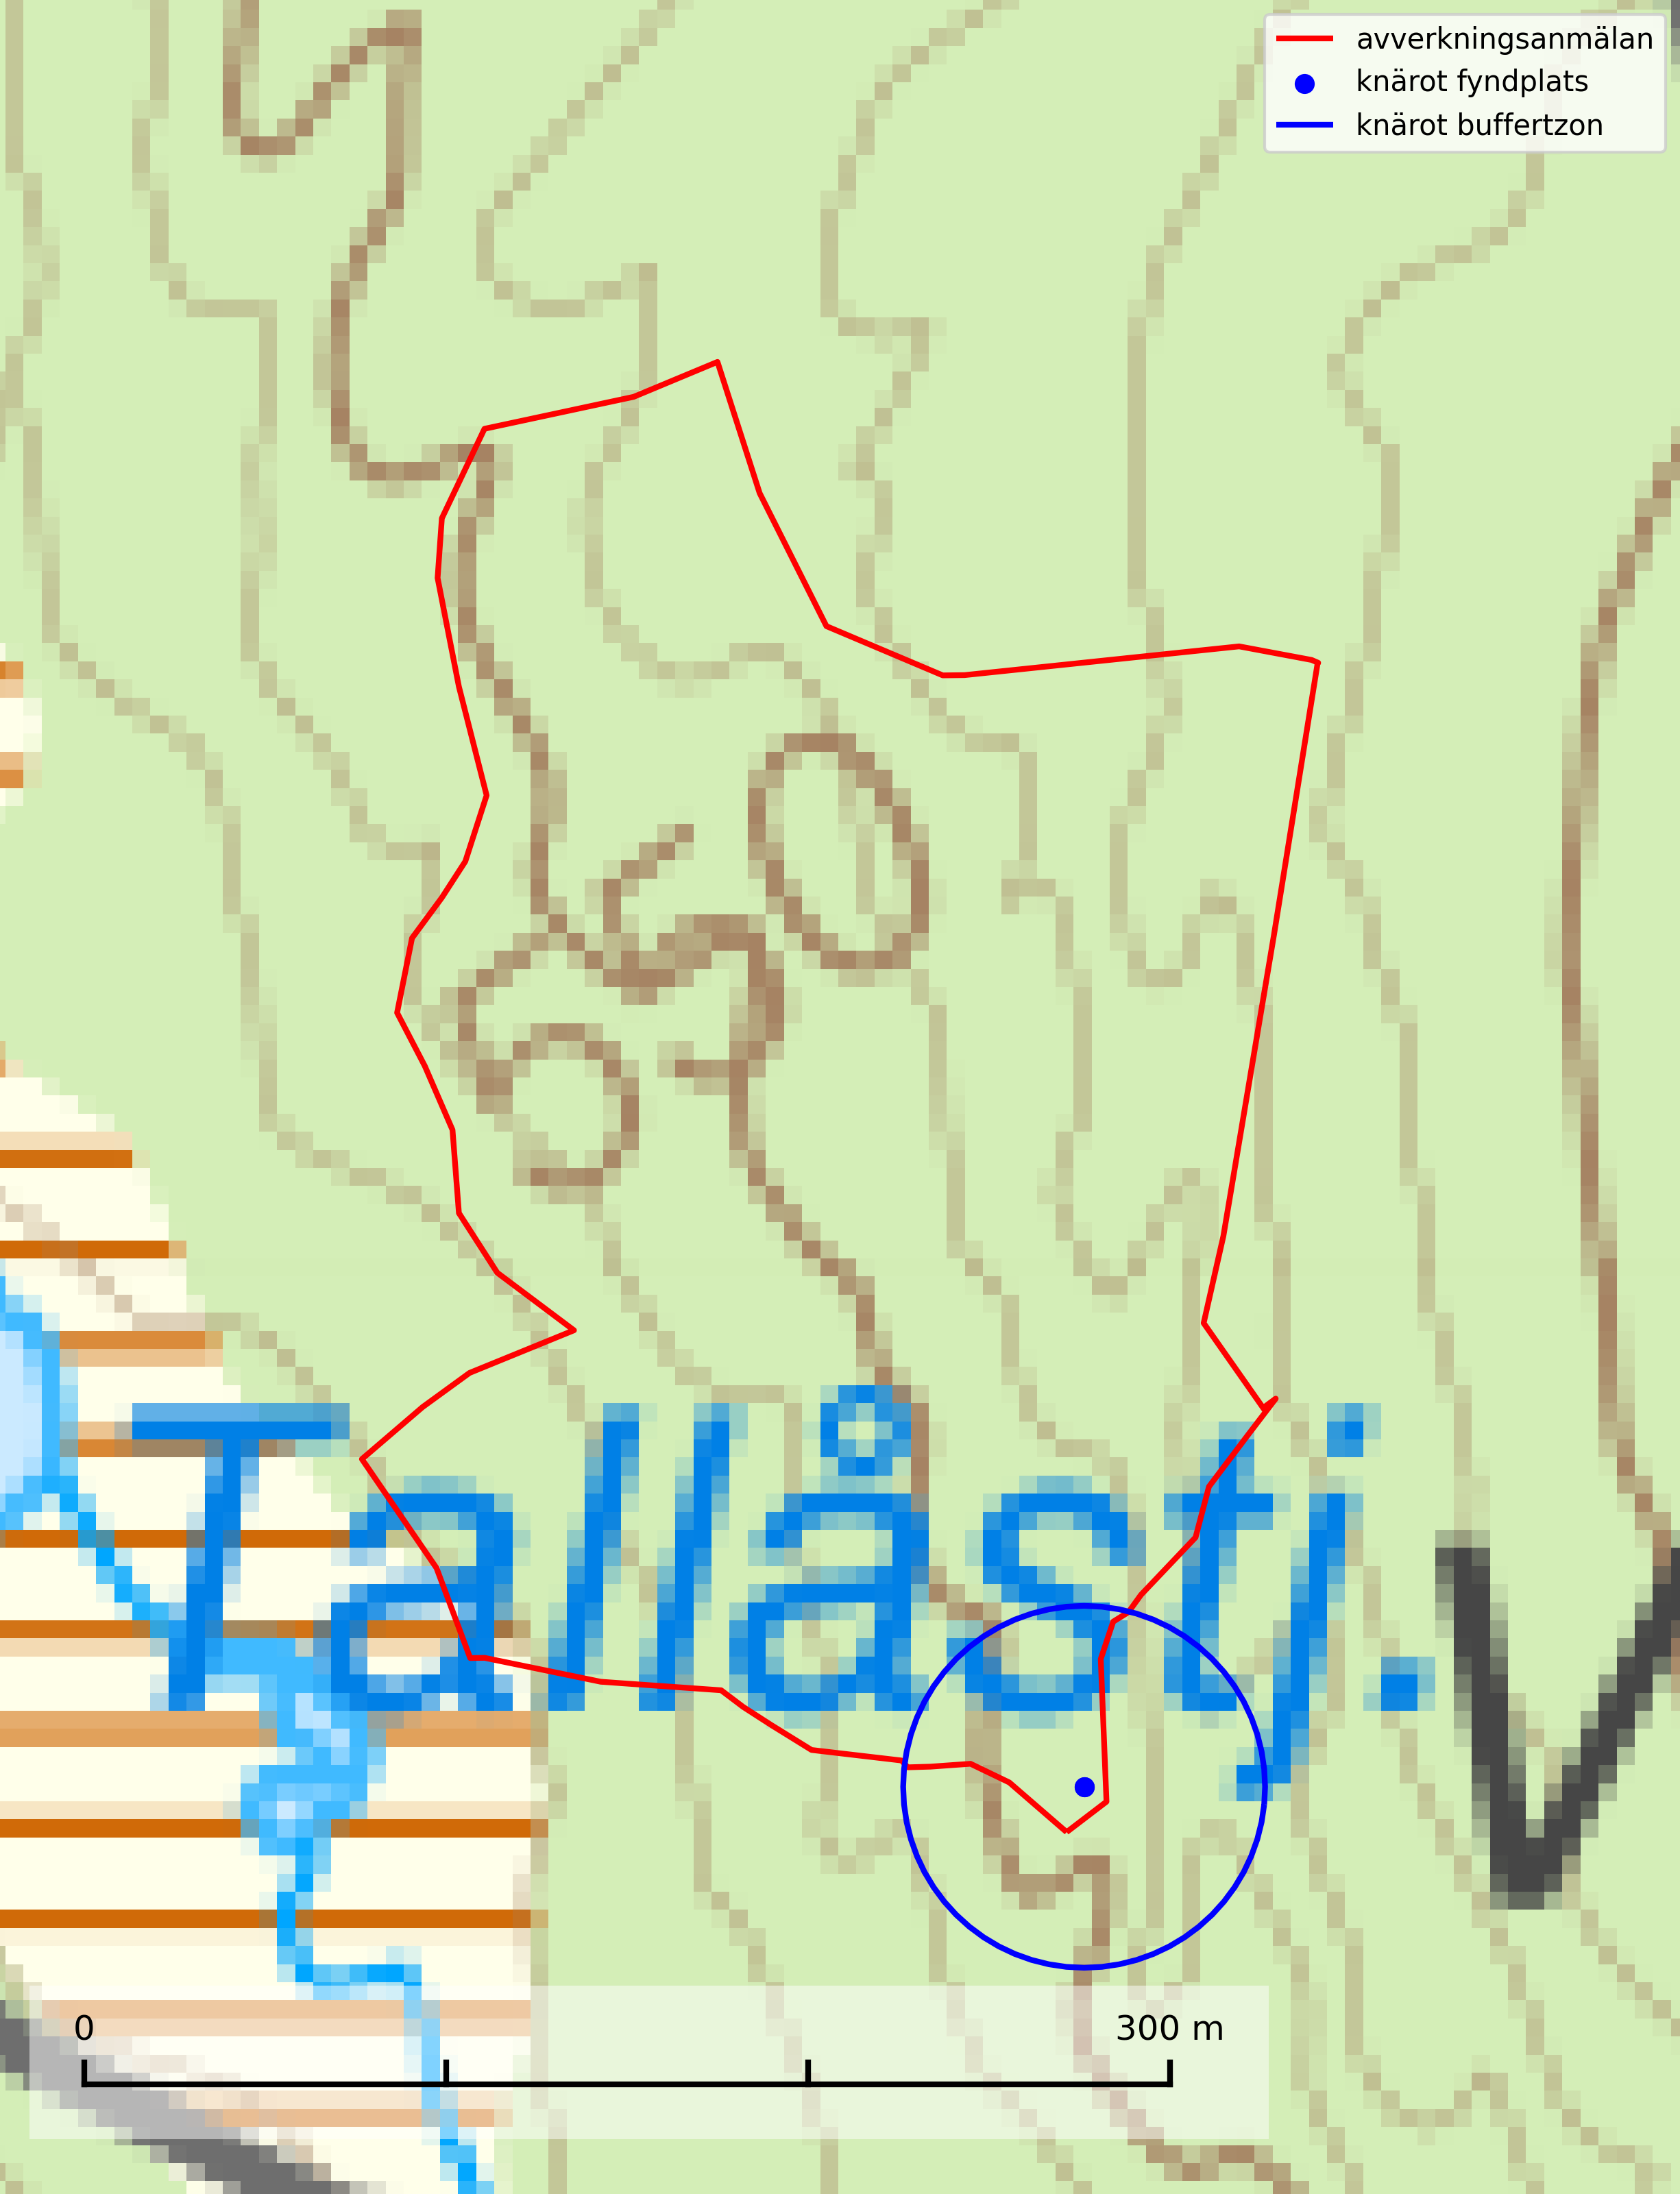 avverkningsanmälan
knärot fyndplats
knärot buffertzon
Tallåstj.
V
0
300 m